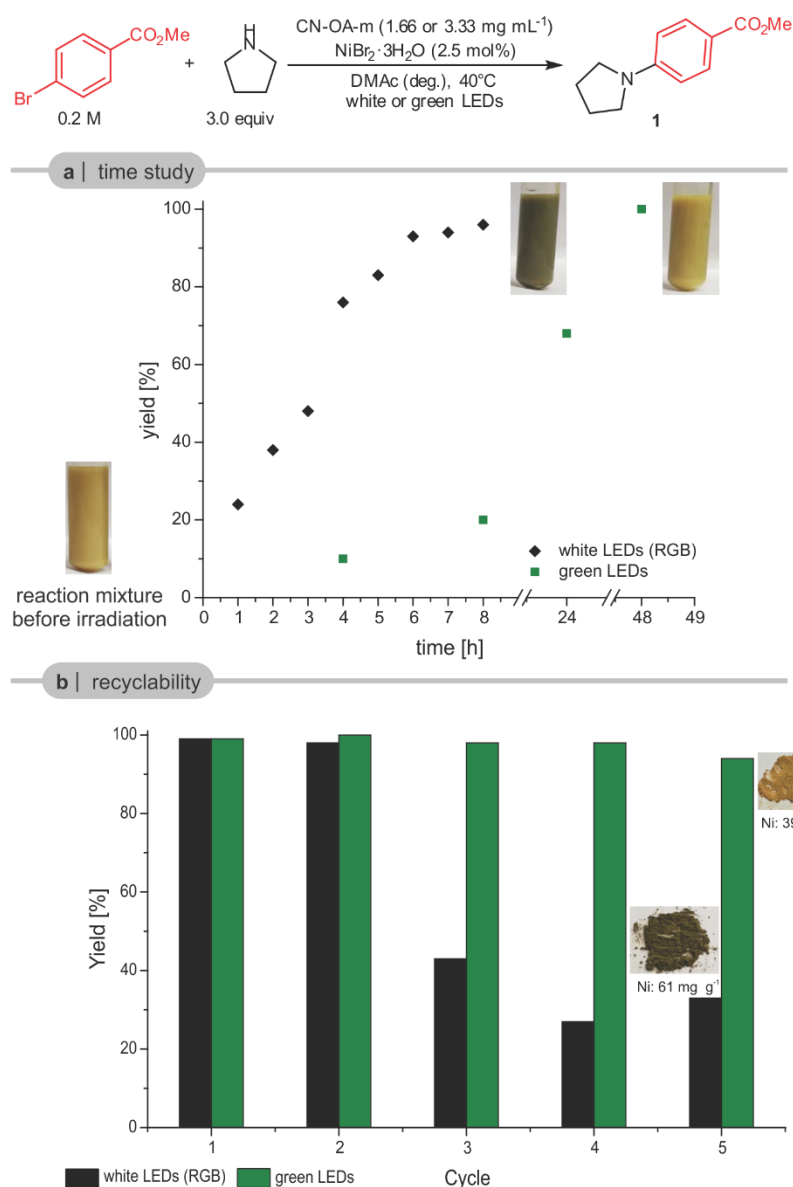 CO₂Me
Br
0.2 M
+
H
N
3.0 equiv
CN-OA-m (1.66 or 3.33 mg mL⁻¹)
NiBr₂·3H₂O (2.5 mol%)
DMAc (deg.), 40°C
white or green LEDs
CO₂Me
N
1
a | time study
100
80
60
40
20
0
yield [%]
white LEDs (RGB)
green LEDs
reaction mixture
before irradiation
0 1 2 3 4 5 6 7 8 24 48 49
time [h]
b | recyclability
100
80
60
40
20
0
Yield [%]
Ni: 39
Ni: 61 mg g⁻¹
1 2 3 4 5
white LEDs (RGB) green LEDs
Cycle